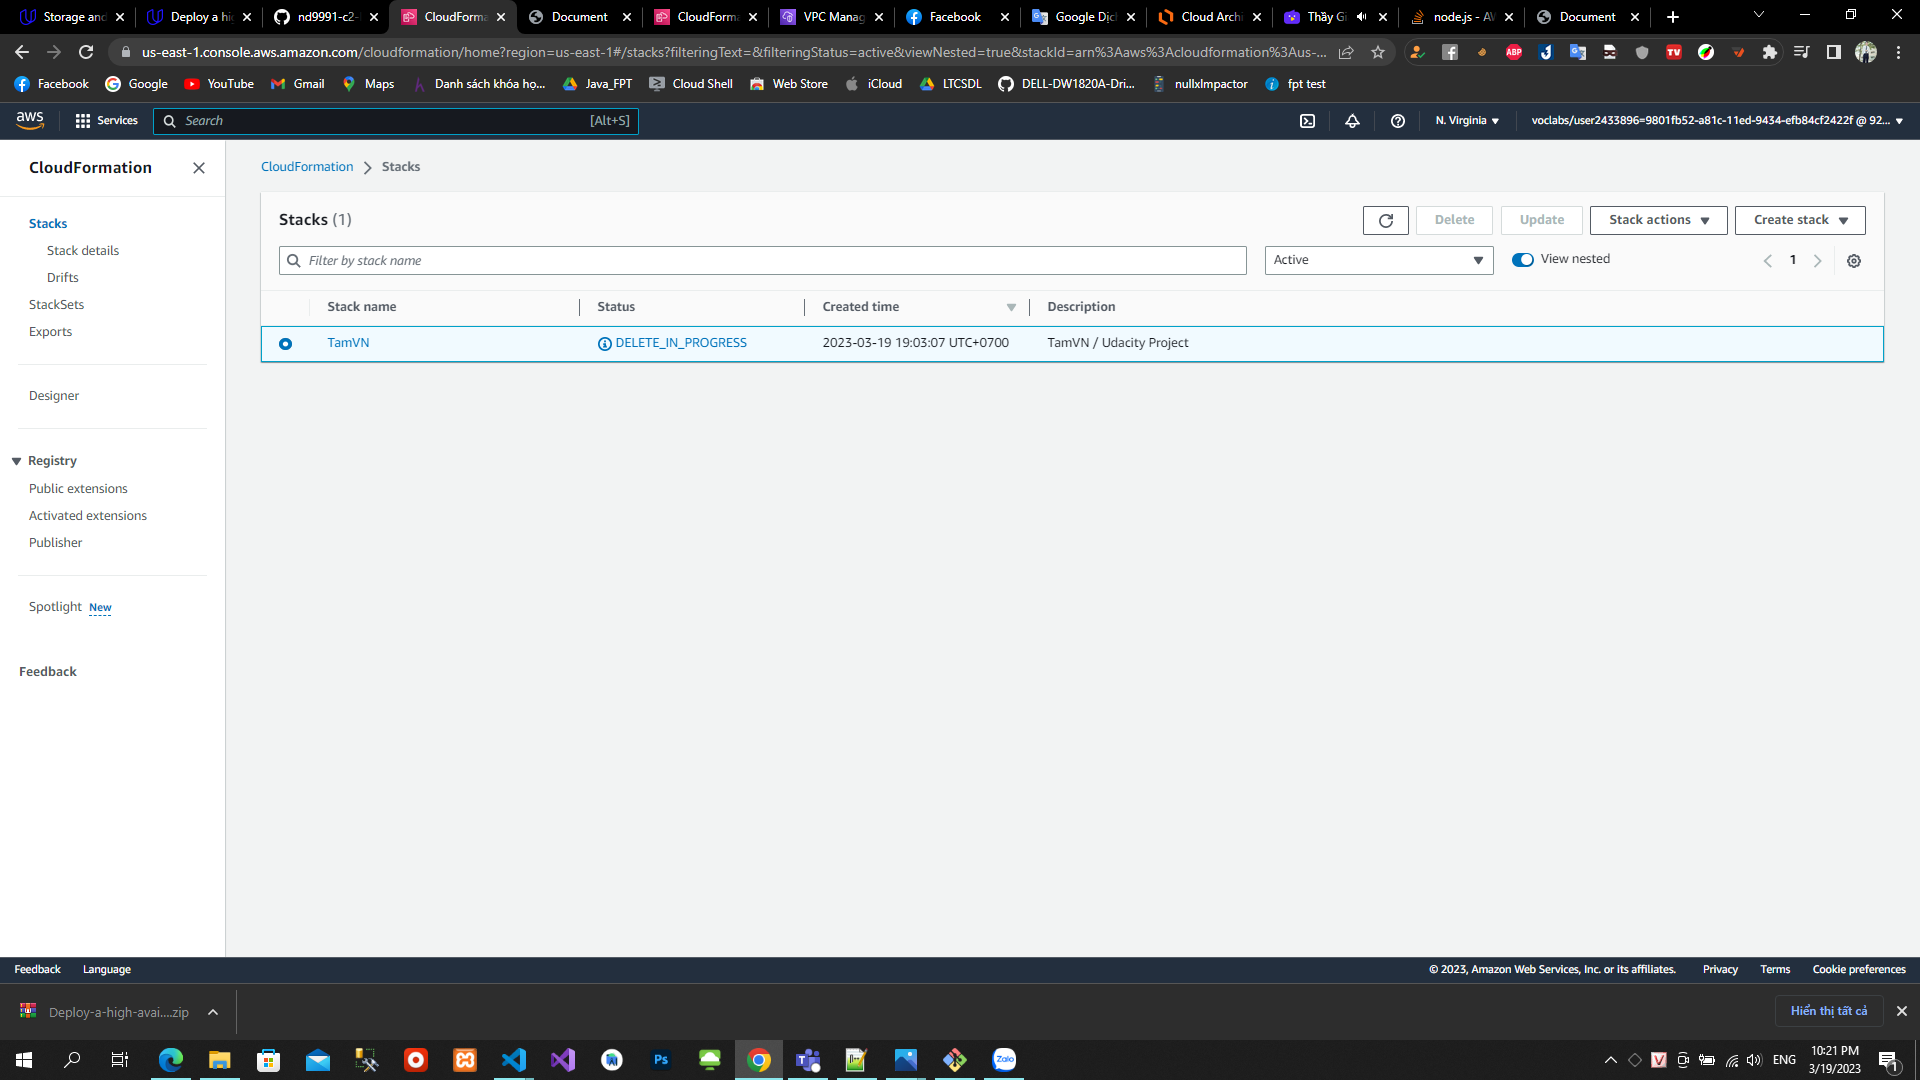 Storage and
Deploy a hi
nd9991-c2-
CloudForma
Document
CloudForma
VPC Manag
Facebook
Google Dic
Cloud Archi
Thầy Gi
node.js - AV
Document
us-east-1.console.aws.amazon.com/cloudformation/home?region=us-east-1#/stacks?filteringText=&filteringStatus=active&viewNested=true&stackId=arn%3Aaws%3Acloudformation%3Aus-...
Facebook
Google
YouTube
Gmail
Maps
Danh sách khóa họ...
Java_FPT
Cloud Shell
Web Store
iCloud
LTCSDL
DELL-DW1820A-Dri...
nullxImpactor
fpt test
aws
Services
Search
[Alt+S]
N. Virginia
voclabs/user2433896=9801fb52-a81c-11ed-9434-efb84cf2422f @ 92...
CloudFormation
Stacks
Stack details
Drifts
StackSets
Exports
Designer
Registry
Public extensions
Activated extensions
Publisher
Spotlight New
Feedback
CloudFormation
Stacks
Stacks (1)
Delete
Update
Stack actions
Create stack
Filter by stack name
Active
View nested
1
Stack name
Status
Created time
Description
TamVN
DELETE_IN_PROGRESS
2023-03-19 19:03:07 UTC+0700
TamVN / Udacity Project
Feedback
Language
© 2023, Amazon Web Services, Inc. or its affiliates.
Privacy
Terms
Cookie preferences
Deploy-a-high-avai....zip
Hiển thị tất cả
ENG
10:21 PM
3/19/2023
1